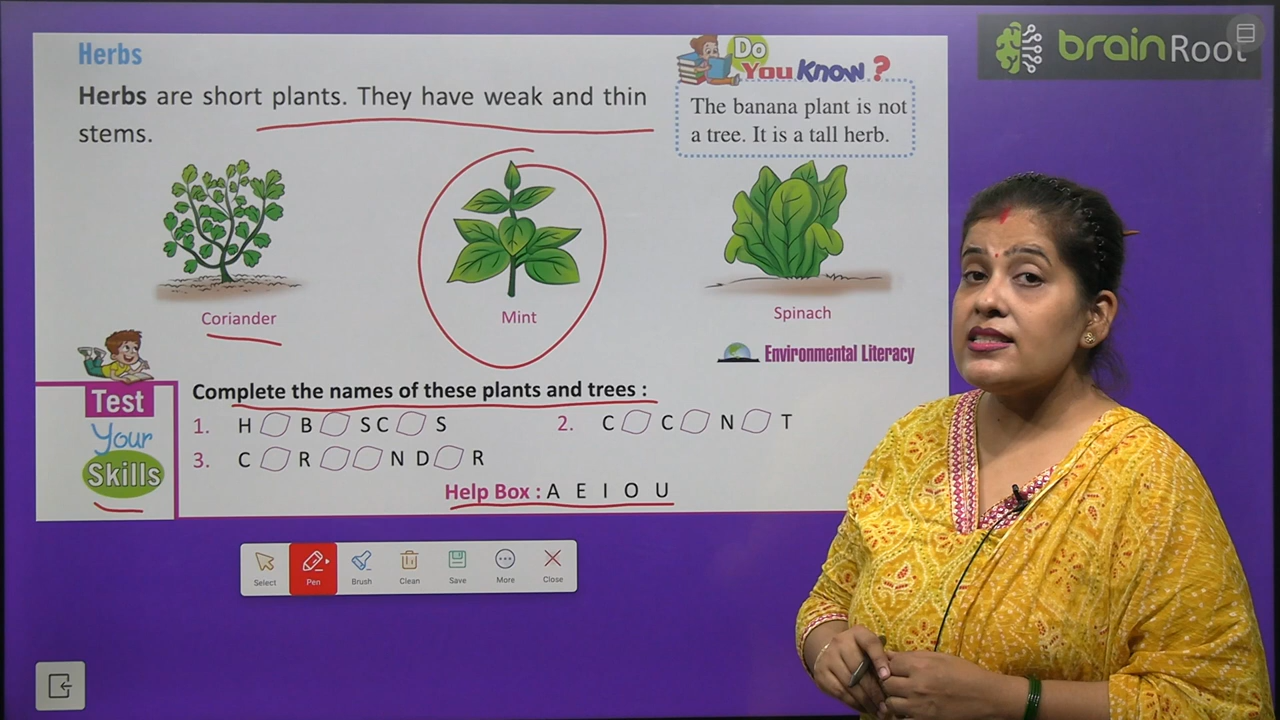 brainRoot
Herbs
Herbs are short plants. They have weak and thin
stems.
Do
You Know ?
The banana plant is not
a tree. It is a tall herb.
Coriander
Mint
Spinach
Environmental Literacy
Test
Your
Skills
Complete the names of these plants and trees :
1. H B SC S
2. C C N T
3. C R N D R
Help Box : A E I O U
Select
Pen
Brush
Clean
Save
More
Close